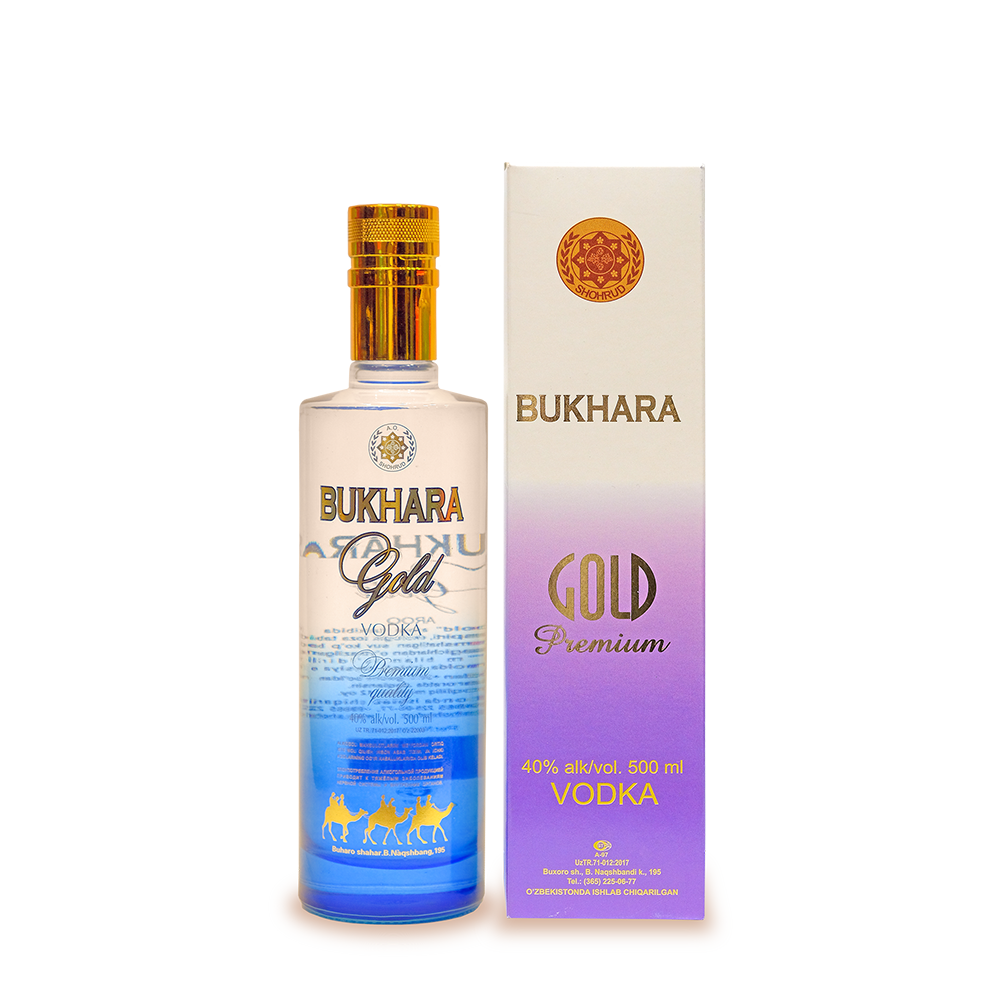 A.O.
SHOHRUD
BUKHARA
Gold
VODKA
Premium
quality
40% alk/vol. 500 ml
Buharo shahar.B.Naqshbang, 195
SHOHRUD
BUKHARA
GOLD
Premium
40% alk/vol. 500 ml
VODKA
A-97
UzTR.71-012:2017
Buxoro sh., B. Naqshbandi k., 195
Tel.: (365) 225-06-77
O'ZBEKISTONDA ISHLAB CHIQARILGAN